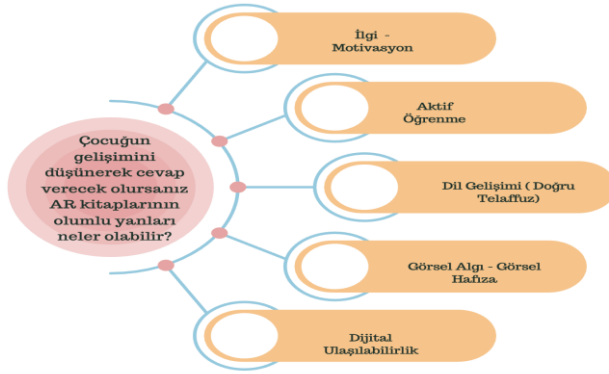 Çocuğun
gelişimini
düşünerek cevap
verecek olursanız
AR kitaplarının
olumlu yanları
neler olabilir?
İlgi -
Motivasyon
Aktif
Öğrenme
Dil Gelişimi ( Doğru
Telaffuz)
Görsel Algı - Görsel
Hafıza
Dijital
Ulaşılabilirlik